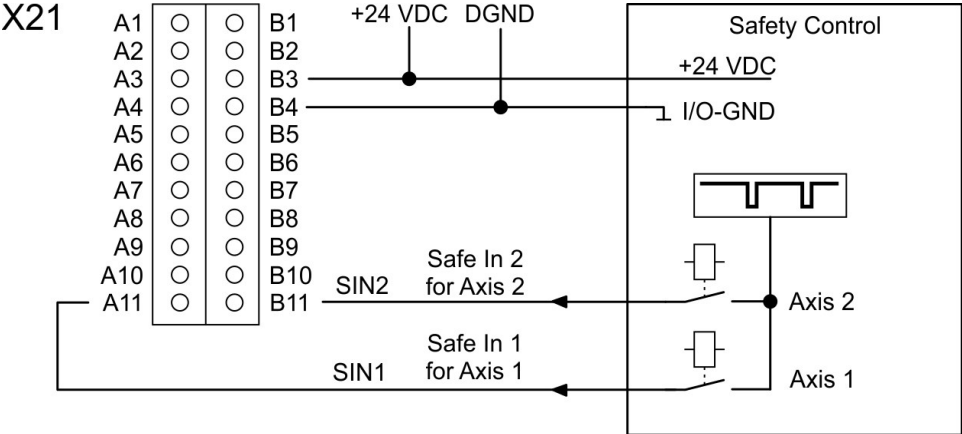 X21
A1 B1
A2 B2
A3 B3
A4 B4
A5 B5
A6 B6
A7 B7
A8 B8
A9 B9
A10 B10
A11 B11
+24 VDC DGND
Safety Control
+24 VDC
I/O-GND
Safe In 2
for Axis 2
SIN2
Axis 2
Safe In 1
for Axis 1
SIN1
Axis 1